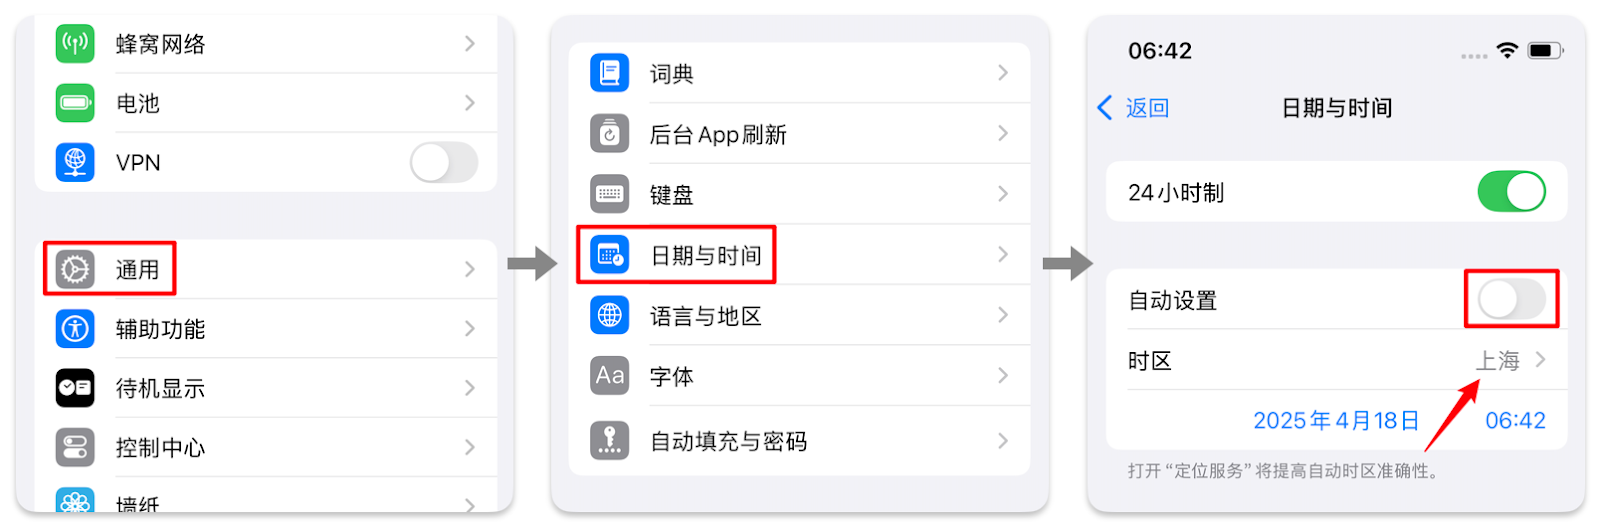 蜂窝网络
电池
VPN
通用
辅助功能
待机显示
控制中心
墙纸
词典
后台App刷新
键盘
日期与时间
语言与地区
Aa 字体
自动填充与密码
06:42
返回 日期与时间
24小时制
自动设置
时区 上海
2025年4月18日 06:42
打开“定位服务”将提高自动时区准确性。